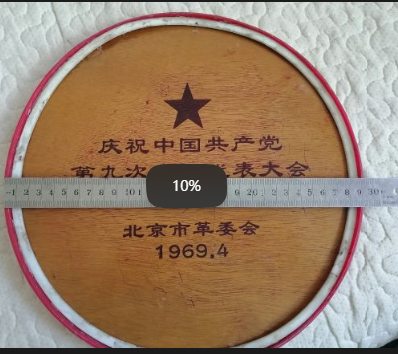 庆祝中国共产党
第九次 表大会
10%
北京市革委会
1969.4